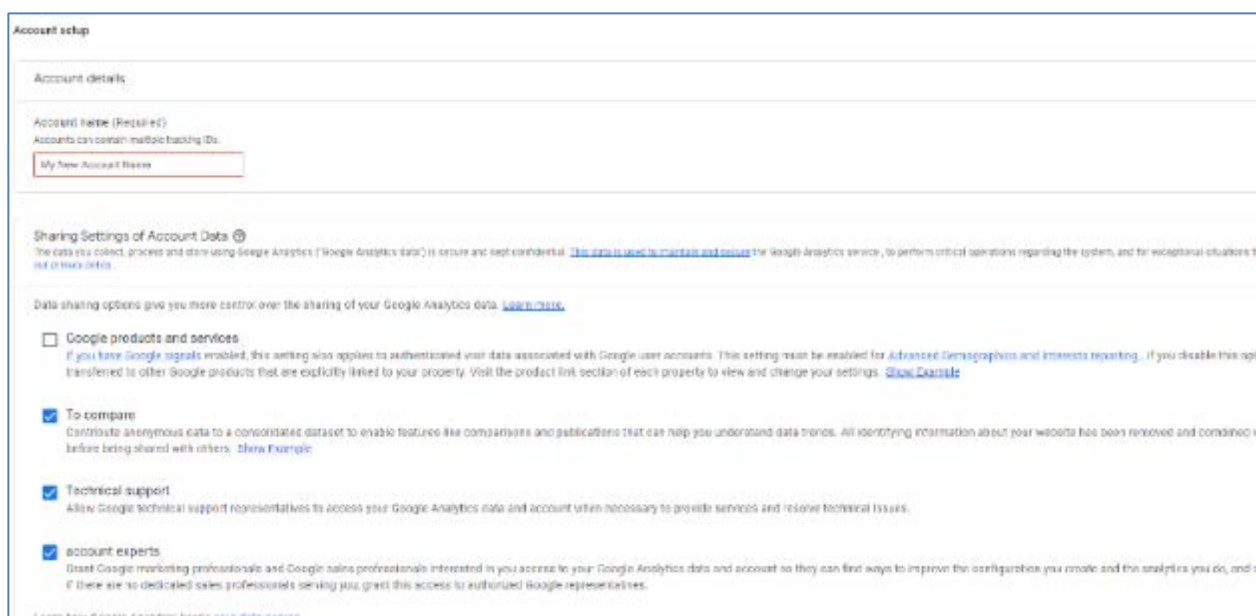 Account setup
Account details
Account name (Required)
Accounts can contain multiple tracking IDs.
My New Account Name
Sharing Settings of Account Data
The data you collect, process and store using Google Analytics ("Google Analytics data") is secure and kept confidential. This data is used to maintain and secure the Google Analytics service, to perform critical operations regarding the system, and for exceptional situations
our privacy notice.
Data sharing options give you more control over the sharing of your Google Analytics data. Learn more.
Google products and services
If you have Google signals enabled, this setting also applies to authenticated visit data associated with Google user accounts. This setting must be enabled for Advanced Demographics and Interests reporting. If you disable this
transferred to other Google products that are explicitly linked to your property. Visit the product link section of each property to view and change your settings. Show Example
To compare
Contribute anonymous data to a consolidated dataset to enable features like comparisons and publications that can help you understand data trends. All identifying information about your website has been removed and combined
before being shared with others. Show Example
Technical support
Allow Google technical support representatives to access your Google Analytics data and account when necessary to provide services and resolve technical issues.
account experts
Grant Google marketing professionals and Google sales professionals interested in you access to your Google Analytics data and account so they can find ways to improve the configuration you create and the analytics you do, and
If there are no dedicated sales professionals serving you, grant this access to authorized Google representatives.